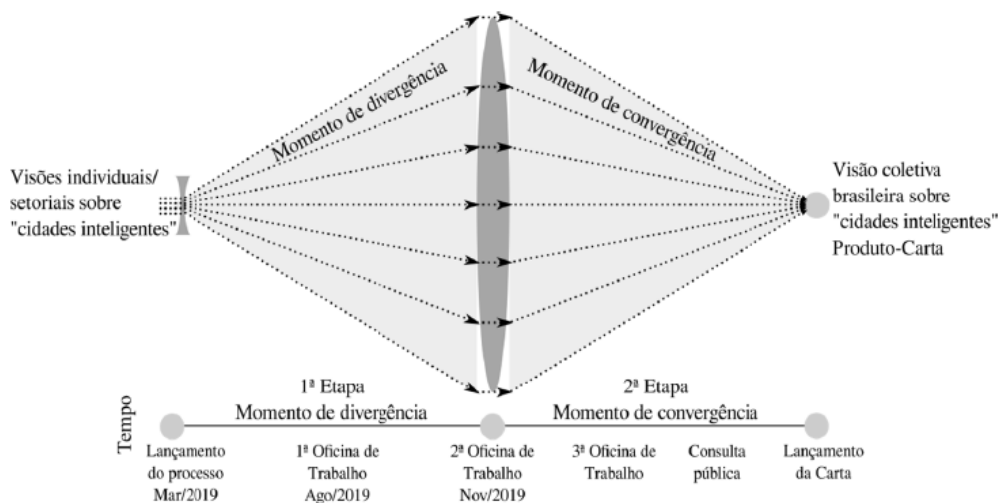 Momento de divergência
Momento de convergência
Visões individuais/
setoriais sobre
"cidades inteligentes"
Visão coletiva
brasileira sobre
"cidades inteligentes"
Produto-Carta
Tempo
1ª Etapa
Momento de divergência
2ª Etapa
Momento de convergência
Lançamento
do processo
Mar/2019
1ª Oficina de
Trabalho
Ago/2019
2ª Oficina de
Trabalho
Nov/2019
3ª Oficina de
Trabalho
Consulta
pública
Lançamento
da Carta